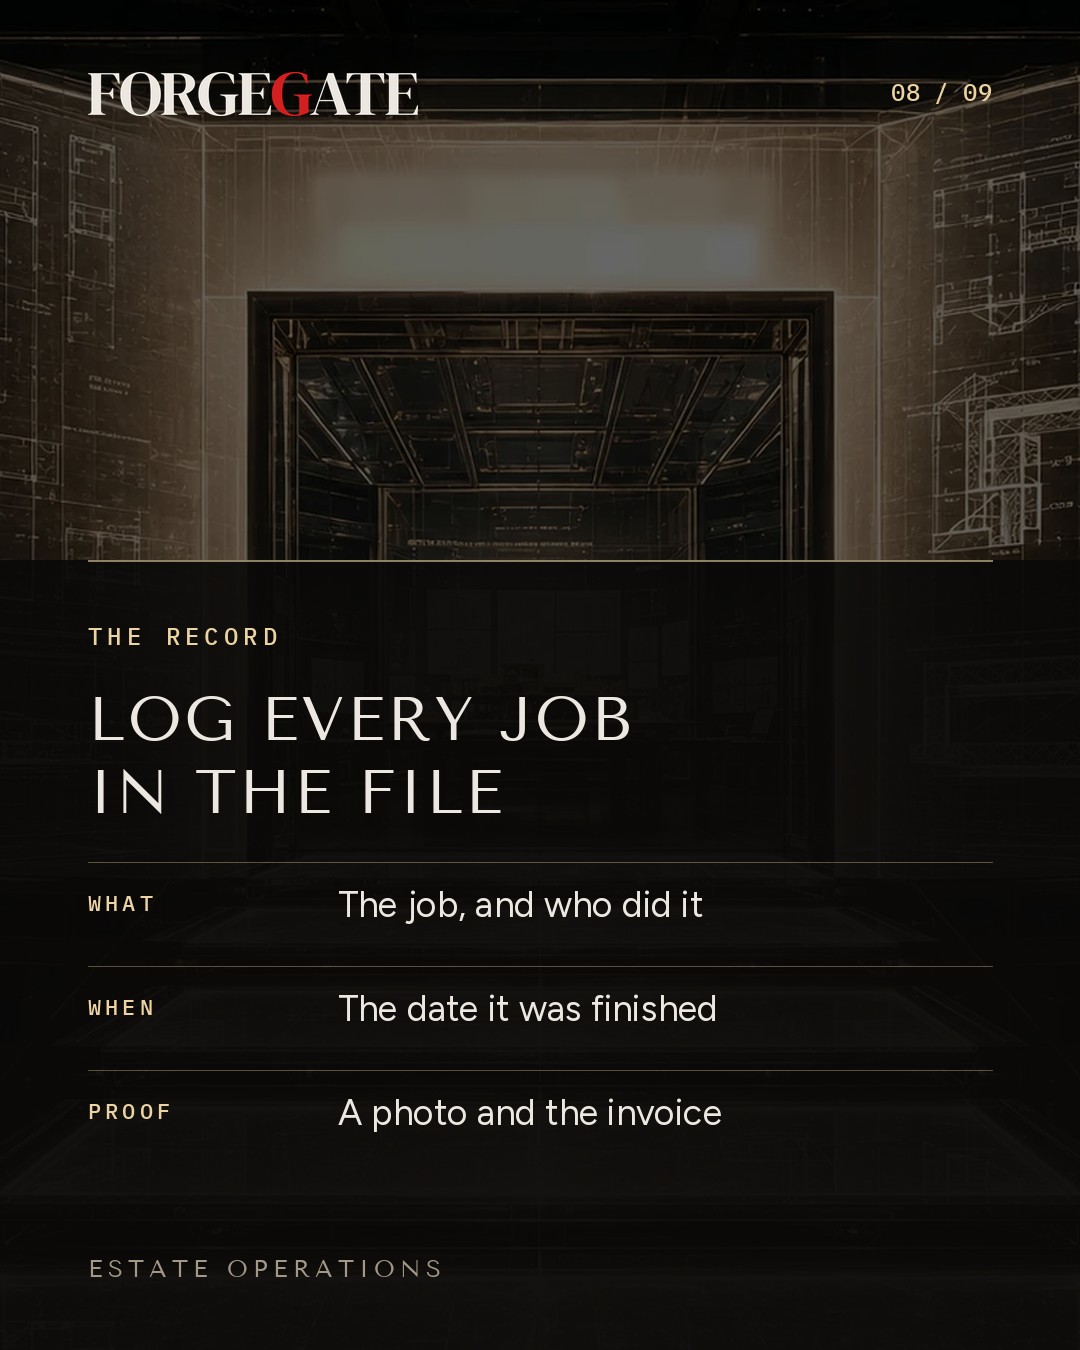 FORGEGATE
08 / 09
THE RECORD
LOG EVERY JOB
IN THE FILE
WHAT
The job, and who did it
WHEN
The date it was finished
PROOF
A photo and the invoice
ESTATE OPERATIONS